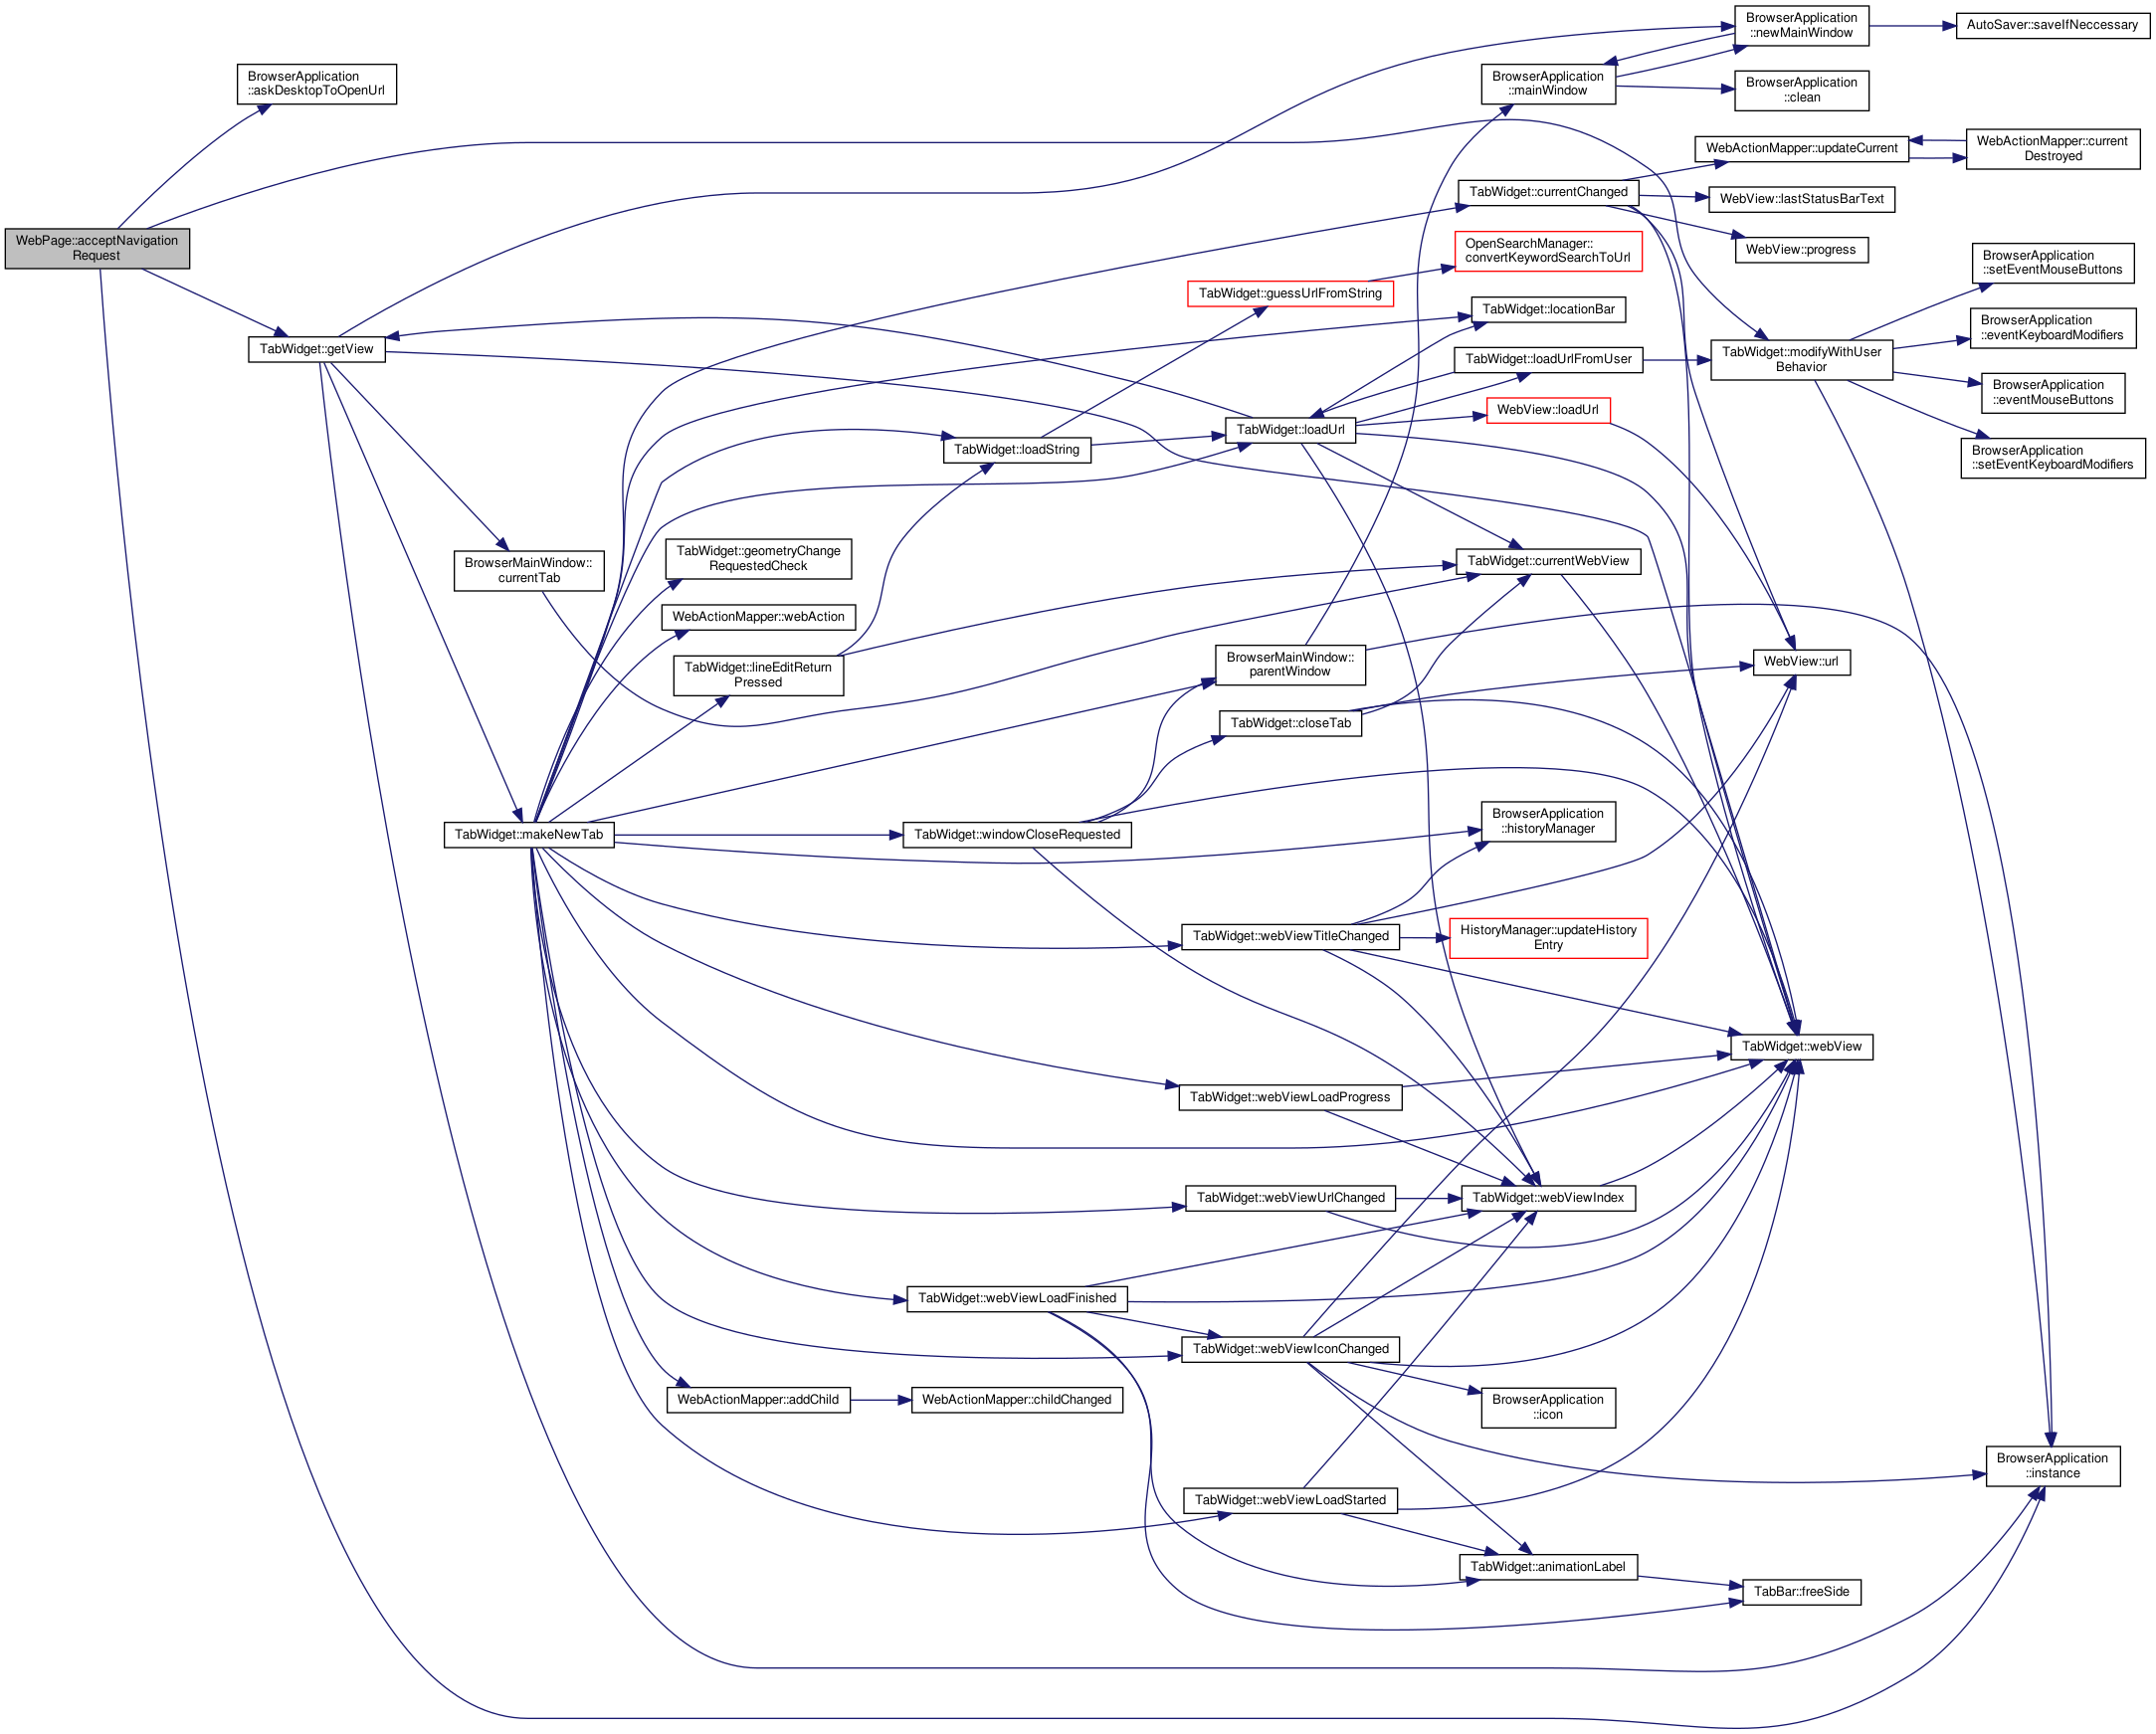 BrowserApplication
::newMainWindow
AutoSaver::saveIfNeccessary
BrowserApplication
::askDesktopToOpenUrl
BrowserApplication
::mainWindow
BrowserApplication
::clean
WebActionMapper::updateCurrent
WebActionMapper::current
Destroyed
TabWidget::currentChanged
WebView::lastStatusBarText
WebPage::acceptNavigation
Request
OpenSearchManager::
convertKeywordSearchToUrl
WebView::progress
BrowserApplication
::setEventMouseButtons
TabWidget::guessUrlFromString
TabWidget::locationBar
BrowserApplication
::eventKeyboardModifiers
TabWidget::getView
TabWidget::loadUrlFromUser
TabWidget::modifyWithUser
Behavior
BrowserApplication
::eventMouseButtons
WebView::loadUrl
TabWidget::loadUrl
TabWidget::loadString
BrowserApplication
::setEventKeyboardModifiers
BrowserMainWindow::
currentTab
TabWidget::geometryChange
RequestedCheck
TabWidget::currentWebView
WebActionMapper::webAction
TabWidget::lineEditReturn
Pressed
BrowserMainWindow::
parentWindow
WebView::url
TabWidget::closeTab
TabWidget::makeNewTab
TabWidget::windowCloseRequested
BrowserApplication
::historyManager
TabWidget::webViewTitleChanged
HistoryManager::updateHistory
Entry
TabWidget::webView
TabWidget::webViewLoadProgress
TabWidget::webViewUrlChanged
TabWidget::webViewIndex
TabWidget::webViewLoadFinished
TabWidget::webViewIconChanged
WebActionMapper::addChild
WebActionMapper::childChanged
BrowserApplication
::icon
BrowserApplication
::instance
TabWidget::webViewLoadStarted
TabWidget::animationLabel
TabBar::freeSide